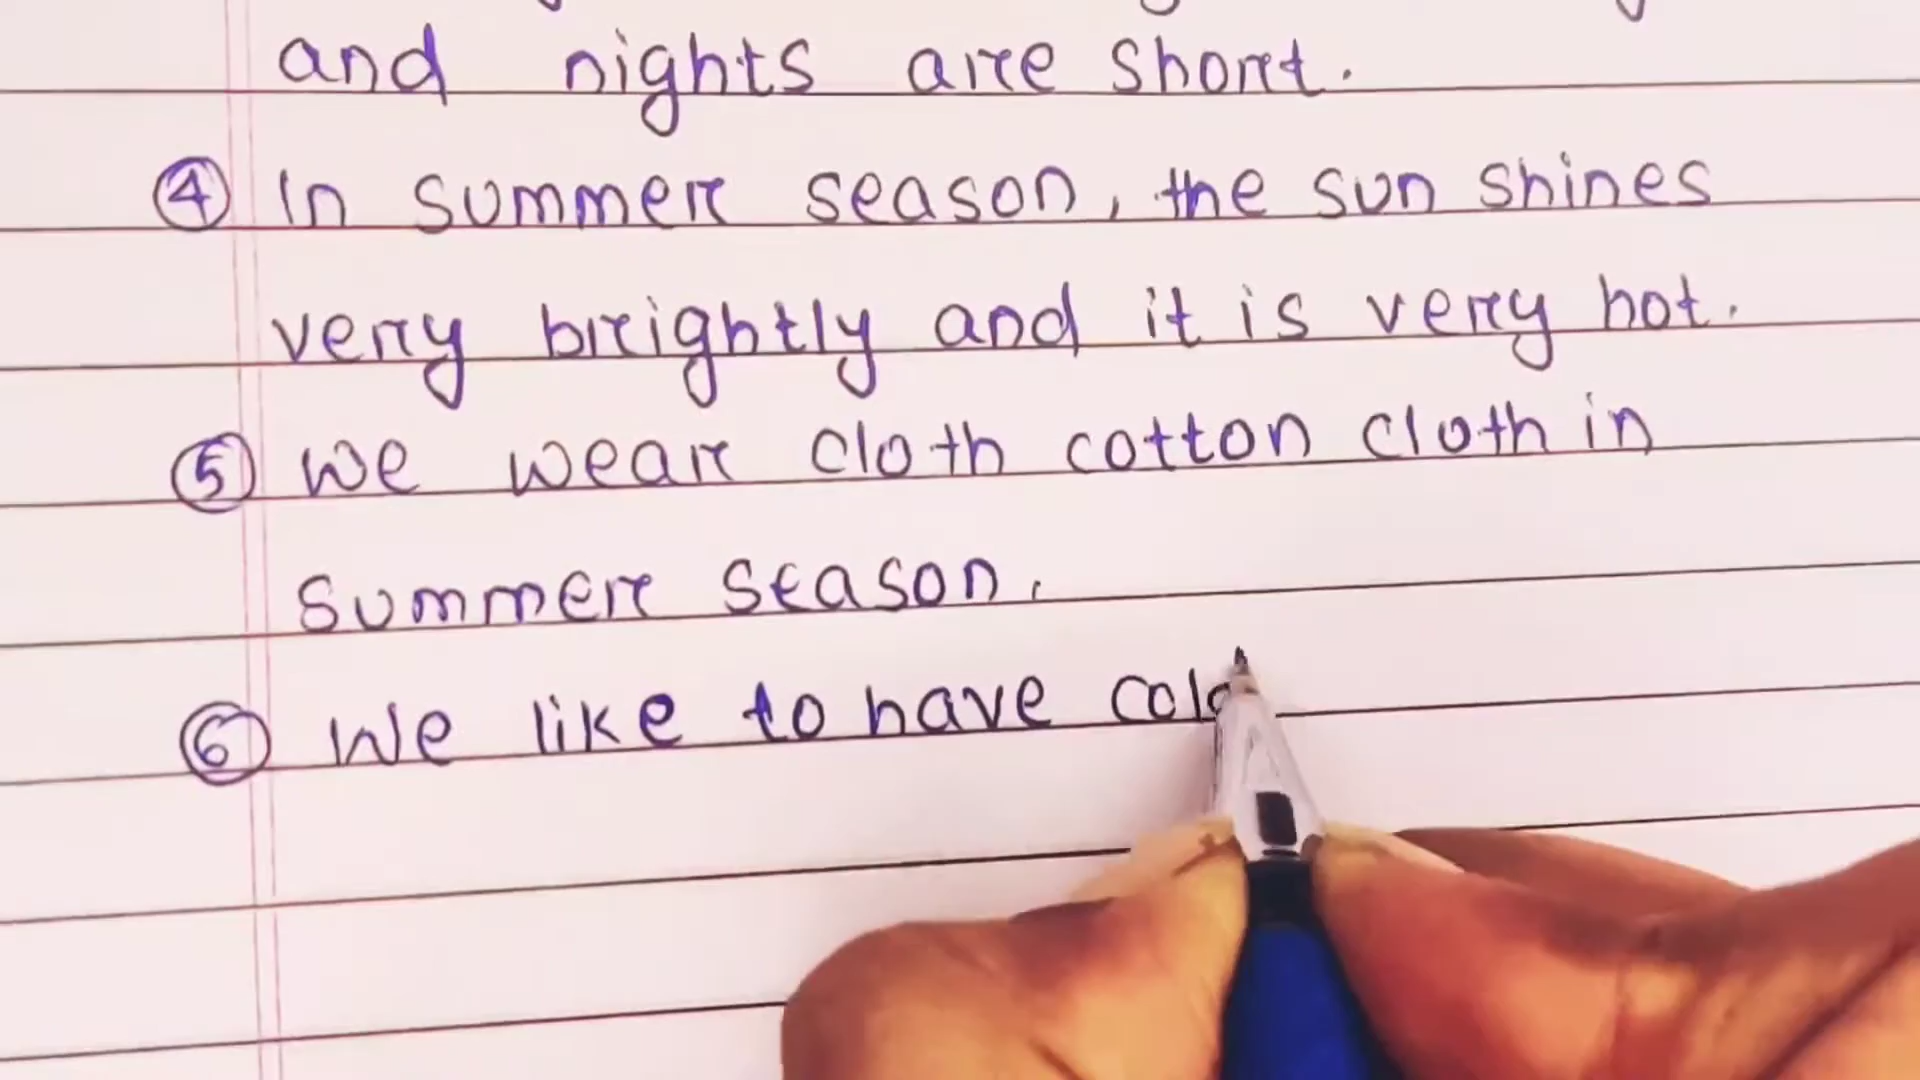 and nights are short.
④ In summer season, the sun shines
very brightly and it is very hot.
⑤ We wear cloth cotton cloth in
summer season.
⑥ We like to have